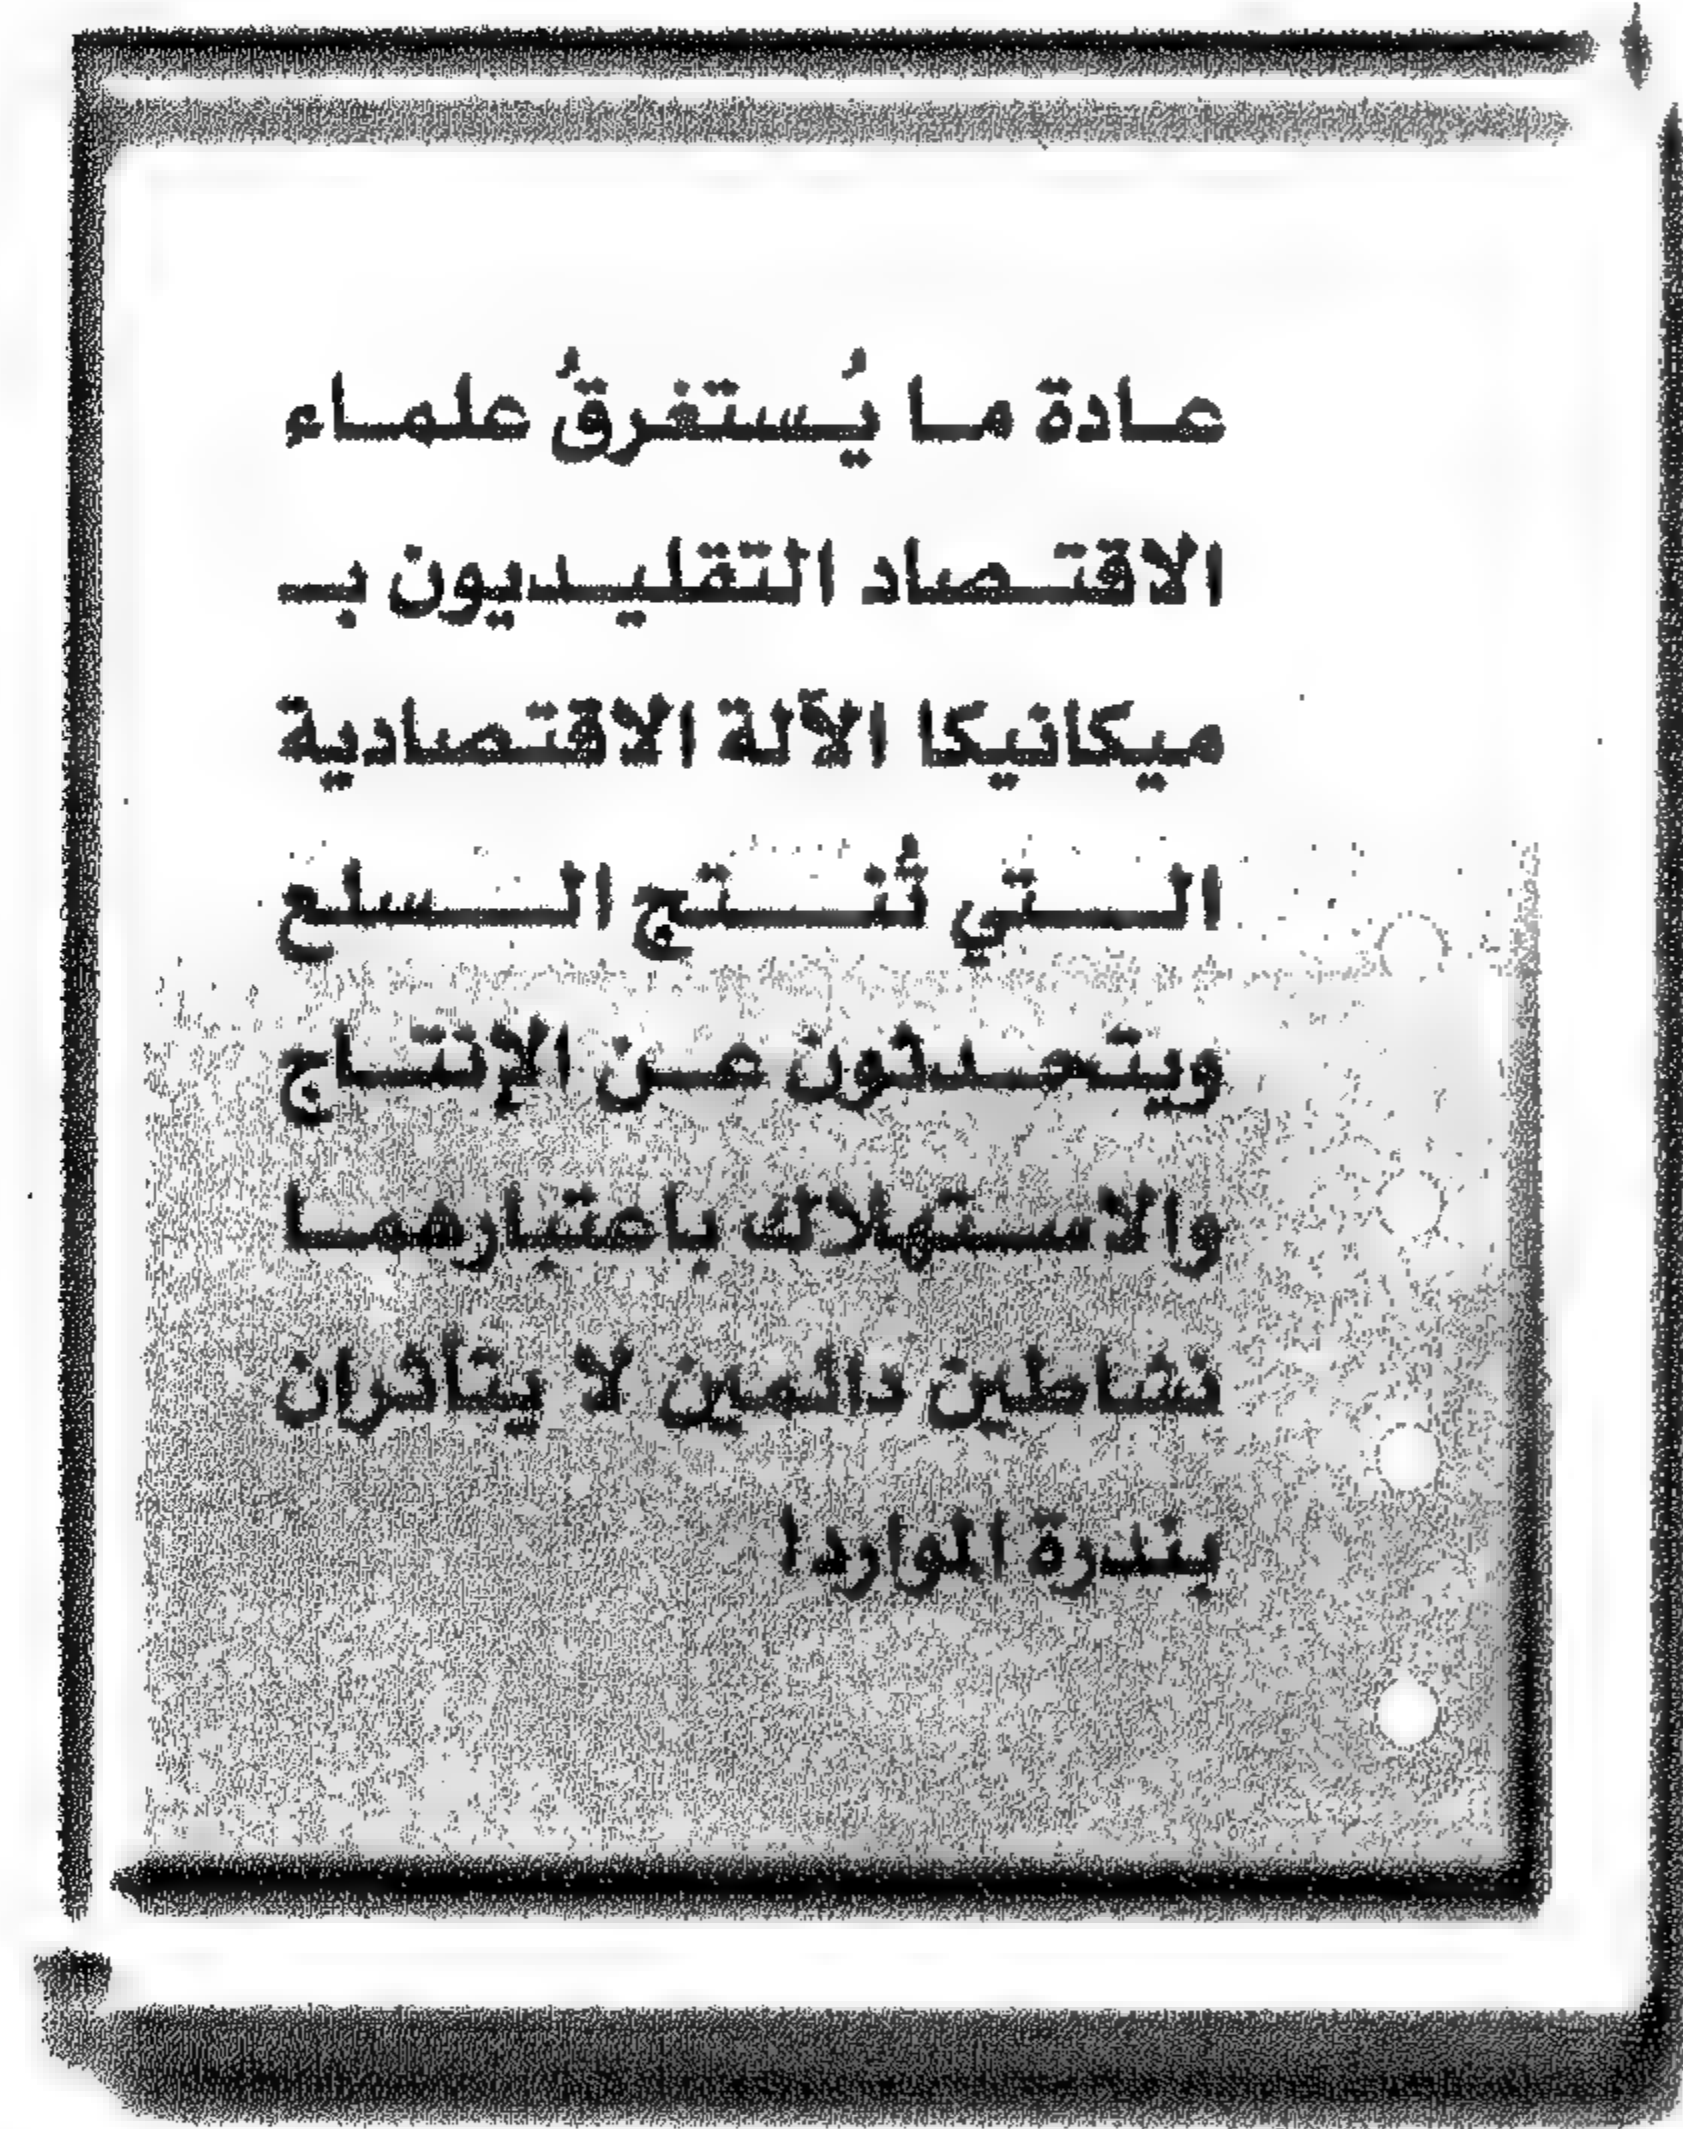 عادة ما يُستغرقُ علماء
الاقتصاد التقليديون بـ
ميكانيكا الآلة الاقتصادية
التي تُنتج السلع
ويتحدثون عن الإنتاج
والاستهلاك باعتبارهما
نشاطين دائمين لا يتأثران
بندرة الموارد!